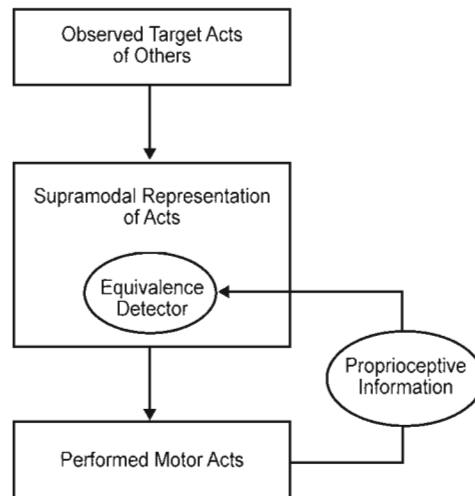 Observed Target Acts
of Others
Supramodal Representation
of Acts
Equivalence
Detector
Proprioceptive
Information
Performed Motor Acts